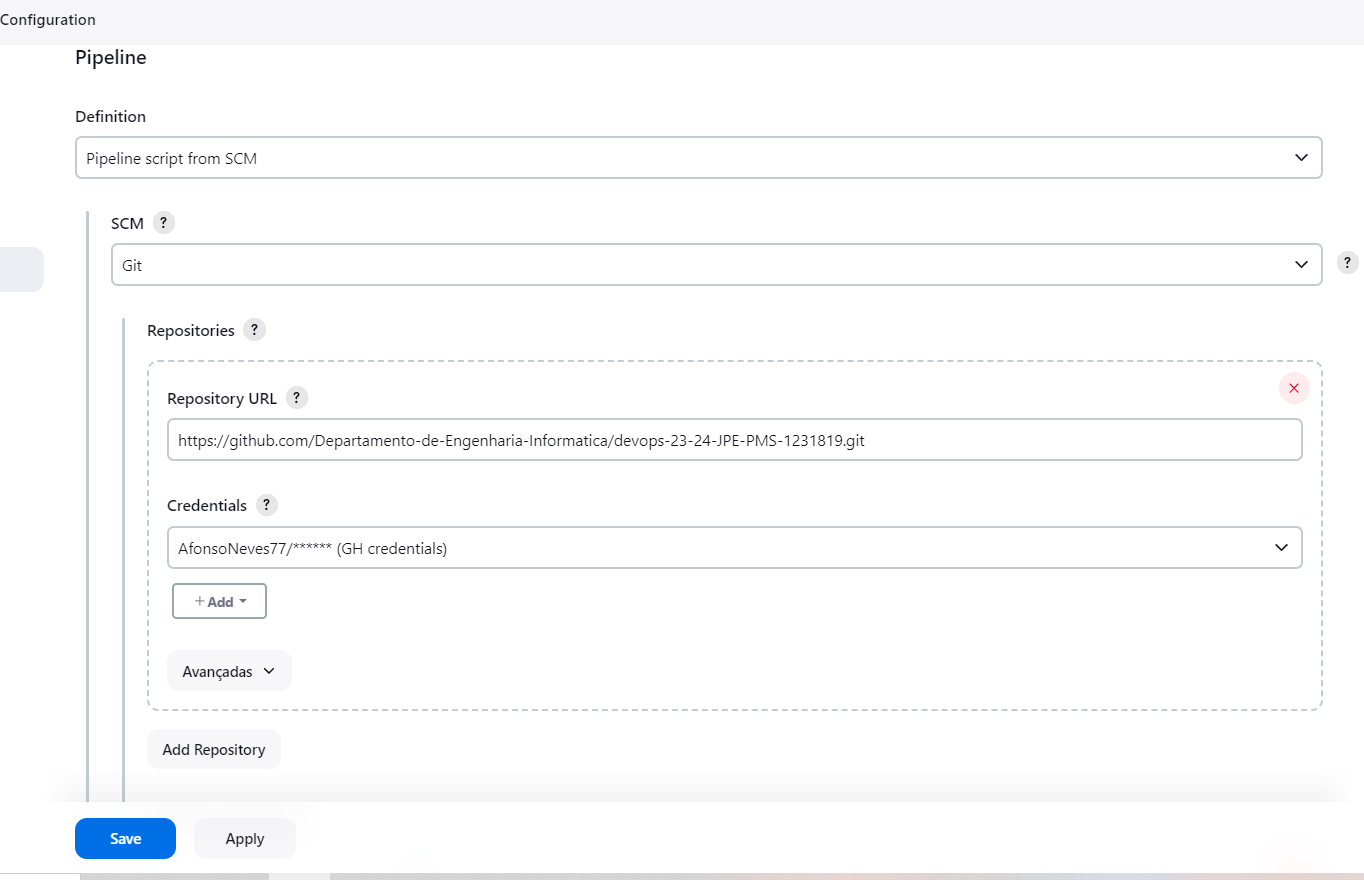 Configuration
Pipeline
Definition
Pipeline script from SCM
SCM ?
Git
?
Repositories ?
Repository URL ?
https://github.com/Departamento-de-Engenharia-Informatica/devops-23-24-JPE-PMS-1231819.git
Credentials ?
AfonsoNeves77/****** (GH credentials)
+ Add
Avançadas
Add Repository
Save Apply